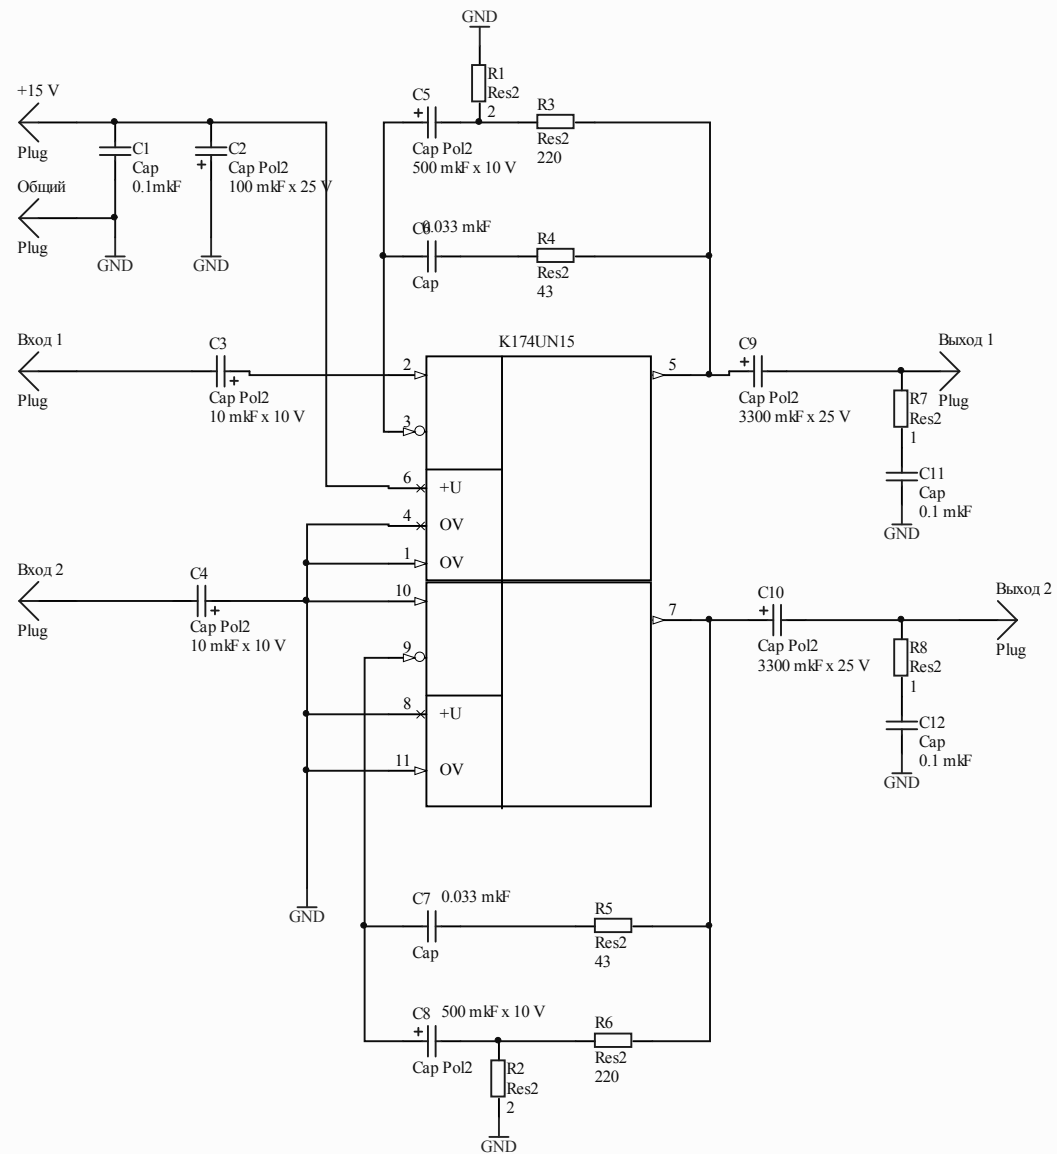 GND
+15 V
Plug
Общий
Plug
C1
Cap
0.1mkF
GND
C2
Cap Pol2
100 mkF x 25 V
GND
C5
Cap Pol2
500 mkF x 10 V
R1
Res2
2
R3
Res2
220
C6
0.033 mkF
Cap
R4
Res2
43
Вход 1
Plug
C3
Cap Pol2
10 mkF x 10 V
K174UN15
2
3
6
+U
4
OV
1
OV
5
C9
Cap Pol2
3300 mkF x 25 V
Выход 1
Plug
R7
Res2
1
C11
Cap
0.1 mkF
GND
Вход 2
Plug
C4
Cap Pol2
10 mkF x 10 V
10
9
8
+U
11
OV
7
C10
Cap Pol2
3300 mkF x 25 V
Выход 2
Plug
R8
Res2
1
C12
Cap
0.1 mkF
GND
GND
C7
0.033 mkF
Cap
R5
Res2
43
C8
500 mkF x 10 V
Cap Pol2
R6
Res2
220
R2
Res2
2
GND